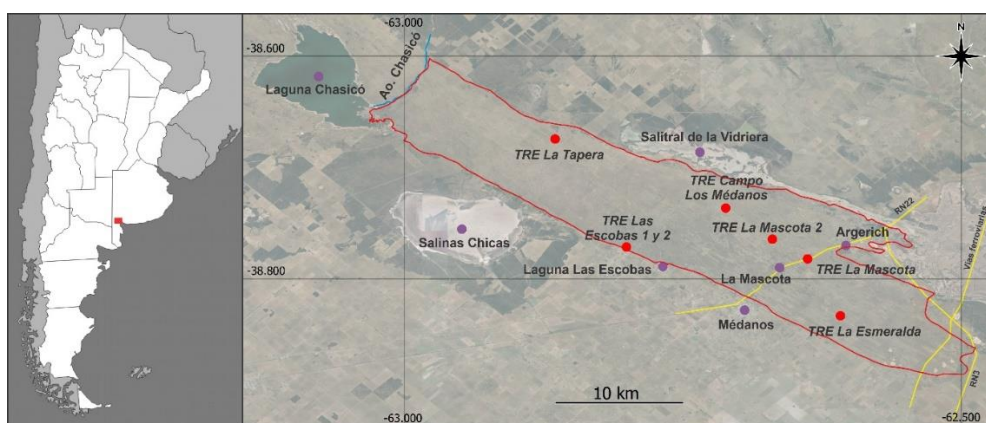 -63.000
-38.600
Ao. Chasicó
Laguna Chasicó
Salitral de la Vidriera
TRE La Tapera
TRE Campo
Los Médanos
RN22
TRE Las
Escobas 1 y 2
TRE La Mascota 2
Argerich
Vías ferroviarias
Salinas Chicas
-38.800
Laguna Las Escobas
La Mascota
TRE La Mascota
Médanos
TRE La Esmeralda
RN3
10 km
-63.000
-62.500